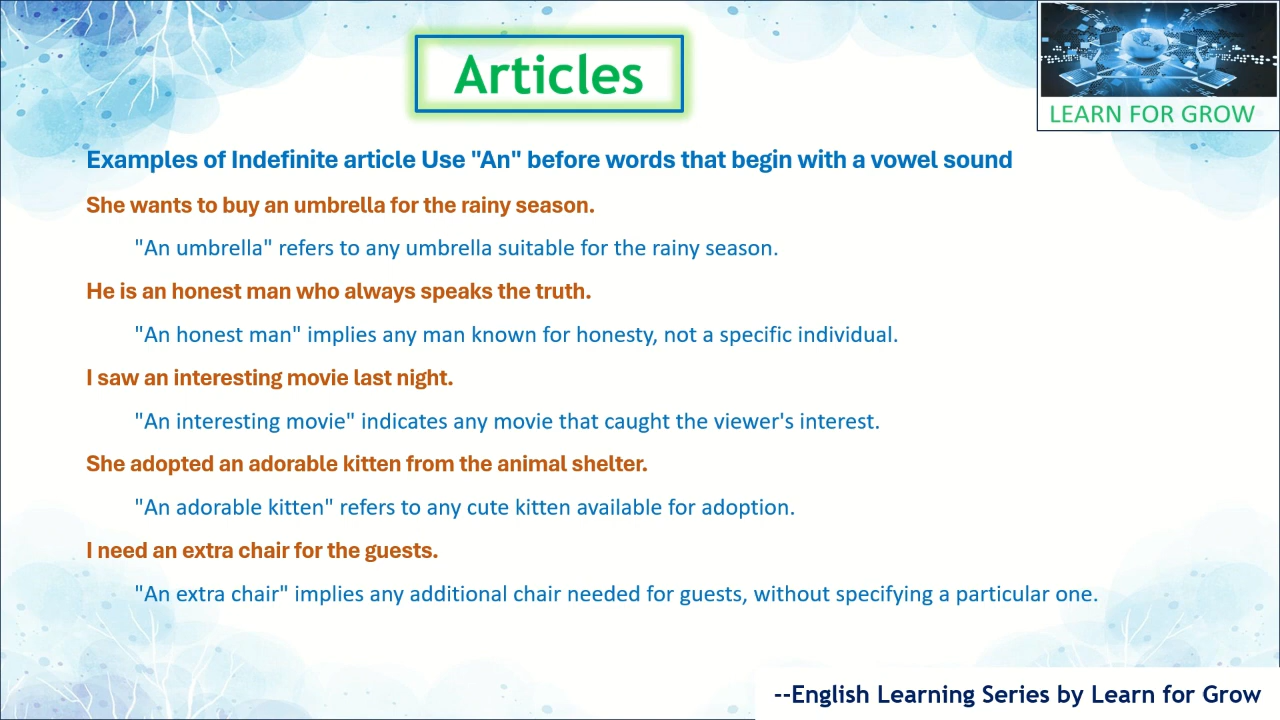 Articles
LEARN FOR GROW
Examples of Indefinite article Use "An" before words that begin with a vowel sound
She wants to buy an umbrella for the rainy season.
"An umbrella" refers to any umbrella suitable for the rainy season.
He is an honest man who always speaks the truth.
"An honest man" implies any man known for honesty, not a specific individual.
I saw an interesting movie last night.
"An interesting movie" indicates any movie that caught the viewer's interest.
She adopted an adorable kitten from the animal shelter.
"An adorable kitten" refers to any cute kitten available for adoption.
I need an extra chair for the guests.
"An extra chair" implies any additional chair needed for guests, without specifying a particular one.
--English Learning Series by Learn for Grow